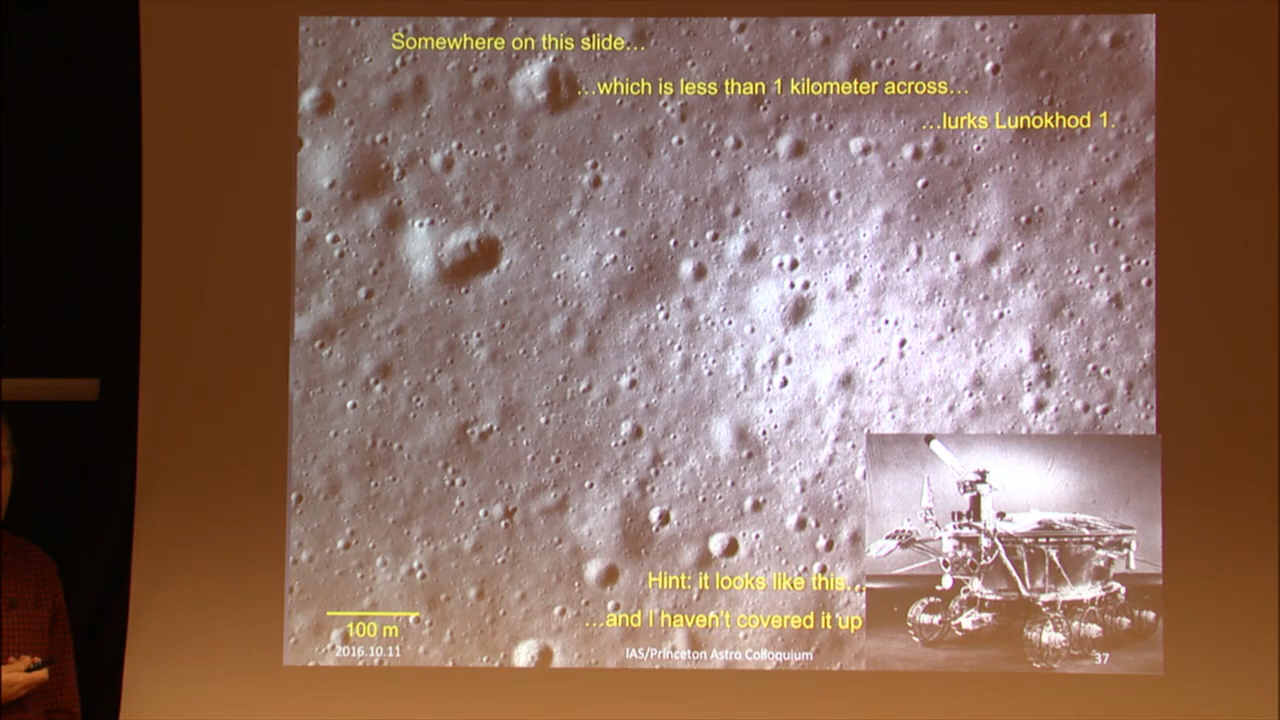 Somewhere on this slide…
…which is less than 1 kilometer across…
…lurks Lunokhod 1.
Hint: it looks like this…
…and I haven't covered it up
100 m
2016.10.11
IAS/Princeton Astro Colloquium
37